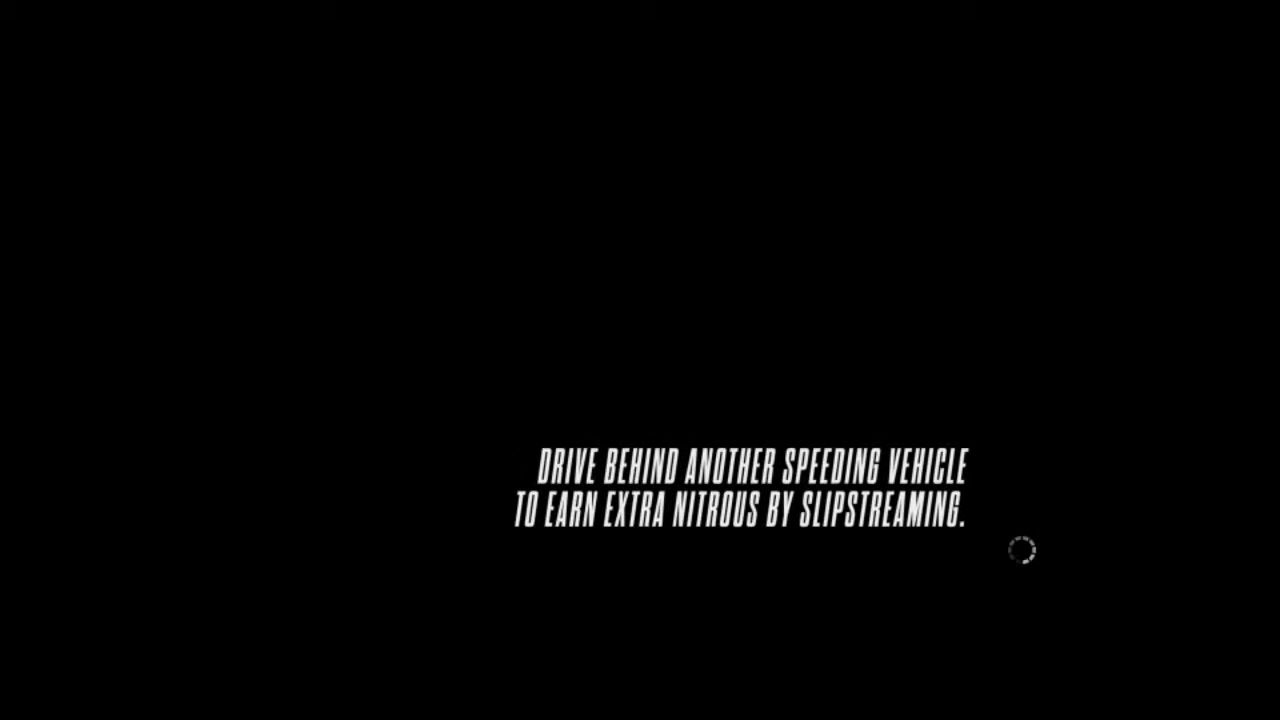 DRIVE BEHIND ANOTHER SPEEDING VEHICLE
TO EARN EXTRA NITROUS BY SLIPSTREAMING.